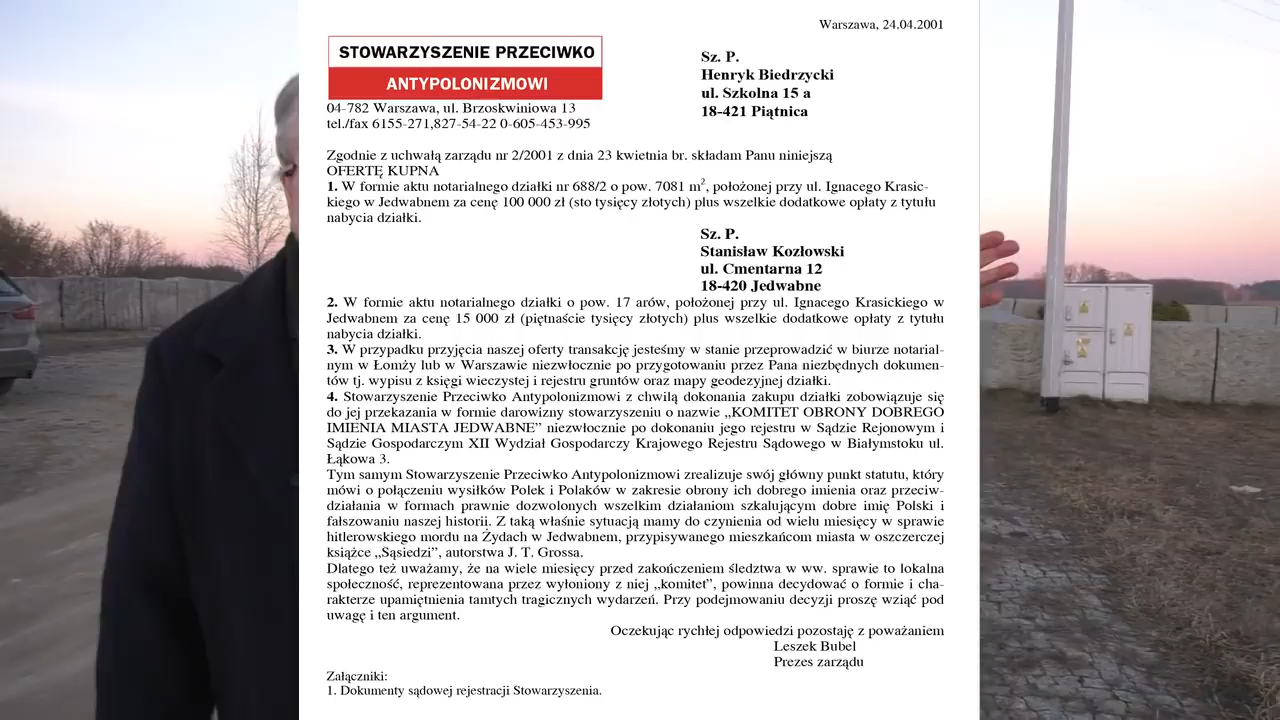 Warszawa, 24.04.2001
STOWARZYSZENIE PRZECIWKO
ANTYPOLONIZMOWI
04-782 Warszawa, ul. Brzoskwiniowa 13
tel./fax 6155-271,827-54-22 0-605-453-995
Sz. P.
Henryk Biedrzycki
ul. Szkolna 15 a
18-421 Piątnica
Zgodnie z uchwałą zarządu nr 2/2001 z dnia 23 kwietnia br. składam Panu niniejszą
OFERTĘ KUPNA
1. W formie aktu notarialnego działki nr 688/2 o pow. 7081 m², położonej przy ul. Ignacego Krasic-
kiego w Jedwabnem za cenę 100 000 zł (sto tysięcy złotych) plus wszelkie dodatkowe opłaty z tytułu
nabycia działki.
Sz. P.
Stanisław Kozłowski
ul. Cmentarna 12
18-420 Jedwabne
2. W formie aktu notarialnego działki o pow. 17 arów, położonej przy ul. Ignacego Krasickiego w
Jedwabnem za cenę 15 000 zł (piętnaście tysięcy złotych) plus wszelkie dodatkowe opłaty z tytułu
nabycia działki.
3. W przypadku przyjęcia naszej oferty transakcję jesteśmy w stanie przeprowadzić w biurze notarial-
nym w Łomży lub w Warszawie niezwłocznie po przygotowaniu przez Pana niezbędnych dokumen-
tów tj. wypisu z księgi wieczystej i rejestru gruntów oraz mapy geodezyjnej działki.
4. Stowarzyszenie Przeciwko Antypolonizmowi z chwilą dokonania zakupu działki zobowiązuje się
do jej przekazania w formie darowizny stowarzyszeniu o nazwie „KOMITET OBRONY DOBREGO
IMIENIA MIASTA JEDWABNE” niezwłocznie po dokonaniu jego rejestru w Sądzie Rejonowym i
Sądzie Gospodarczym XII Wydział Gospodarczy Krajowego Rejestru Sądowego w Białymstoku ul.
Łąkowa 3.
Tym samym Stowarzyszenie Przeciwko Antypolonizmowi zrealizuje swój główny punkt statutu, który
mówi o połączeniu wysiłków Polek i Polaków w zakresie obrony ich dobrego imienia oraz przeciw-
działania w formach prawnie dozwolonych wszelkim działaniom szkalującym dobre imię Polski i
fałszowaniu naszej historii. Z taką właśnie sytuacją mamy do czynienia od wielu miesięcy w sprawie
hitlerowskiego mordu na Żydach w Jedwabnem, przypisywanego mieszkańcom miasta w oszczerczej
książce „Sąsiedzi”, autorstwa J. T. Grossa.
Dlatego też uważamy, że na wiele miesięcy przed zakończeniem śledztwa w ww. sprawie to lokalna
społeczność, reprezentowana przez wyłoniony z niej „komitet”, powinna decydować o formie i cha-
rakterze upamiętnienia tamtych tragicznych wydarzeń. Przy podejmowaniu decyzji proszę wziąć pod
uwagę i ten argument.
Oczekując rychłej odpowiedzi pozostaję z poważaniem
Leszek Bubel
Prezes zarządu
Załączniki:
1. Dokumenty sądowej rejestracji Stowarzyszenia.